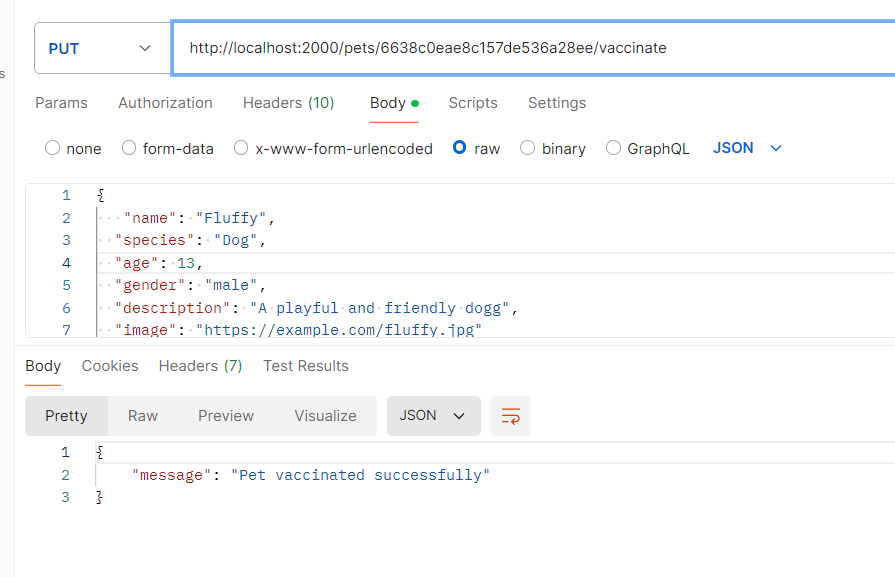 s
PUT http://localhost:2000/pets/6638c0eae8c157de536a28ee/vaccinate
Params Authorization Headers (10) Body Scripts Settings
none form-data x-www-form-urlencoded raw binary GraphQL JSON
1 {
2 "name": "Fluffy",
3 "species": "Dog",
4 "age": 13,
5 "gender": "male",
6 "description": "A playful and friendly dogg",
7 "image": "https://example.com/fluffy.jpg"
Body Cookies Headers (7) Test Results
Pretty Raw Preview Visualize JSON
1 {
2 "message": "Pet vaccinated successfully"
3 }